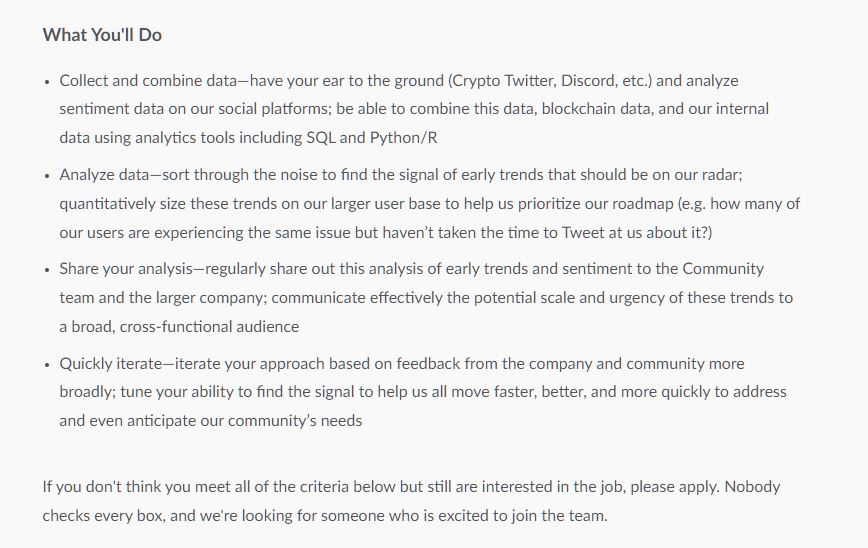 What You'll Do
• Collect and combine data—have your ear to the ground (Crypto Twitter, Discord, etc.) and analyze
sentiment data on our social platforms; be able to combine this data, blockchain data, and our internal
data using analytics tools including SQL and Python/R
• Analyze data—sort through the noise to find the signal of early trends that should be on our radar;
quantitatively size these trends on our larger user base to help us prioritize our roadmap (e.g. how many of
our users are experiencing the same issue but haven’t taken the time to Tweet at us about it?)
• Share your analysis—regularly share out this analysis of early trends and sentiment to the Community
team and the larger company; communicate effectively the potential scale and urgency of these trends to
a broad, cross-functional audience
• Quickly iterate—iterate your approach based on feedback from the company and community more
broadly; tune your ability to find the signal to help us all move faster, better, and more quickly to address
and even anticipate our community’s needs
If you don't think you meet all of the criteria below but still are interested in the job, please apply. Nobody
checks every box, and we're looking for someone who is excited to join the team.